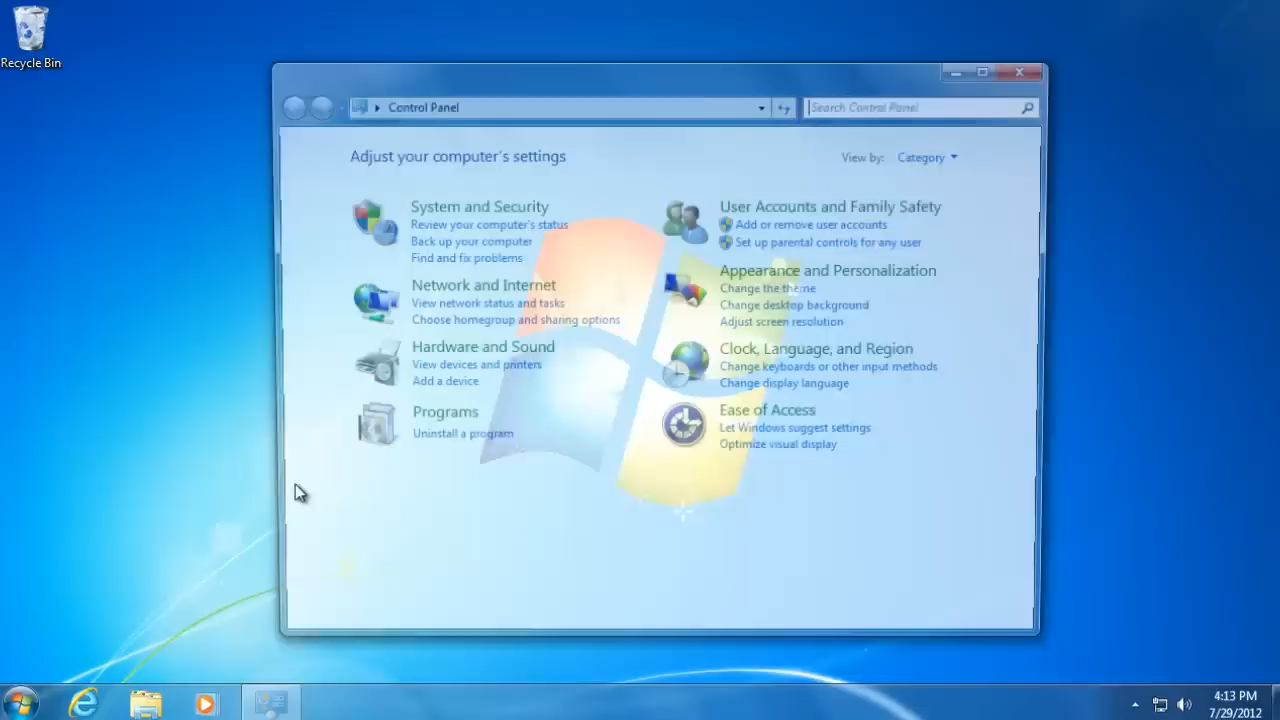 Recycle Bin
Control Panel
Search Control Panel
Adjust your computer's settings
View by: Category
System and Security
Review your computer's status
Back up your computer
Find and fix problems
Network and Internet
View network status and tasks
Choose homegroup and sharing options
Hardware and Sound
View devices and printers
Add a device
Programs
Uninstall a program
User Accounts and Family Safety
Add or remove user accounts
Set up parental controls for any user
Appearance and Personalization
Change the theme
Change desktop background
Adjust screen resolution
Clock, Language, and Region
Change keyboards or other input methods
Change display language
Ease of Access
Let Windows suggest settings
Optimize visual display
4:13 PM
7/29/2012